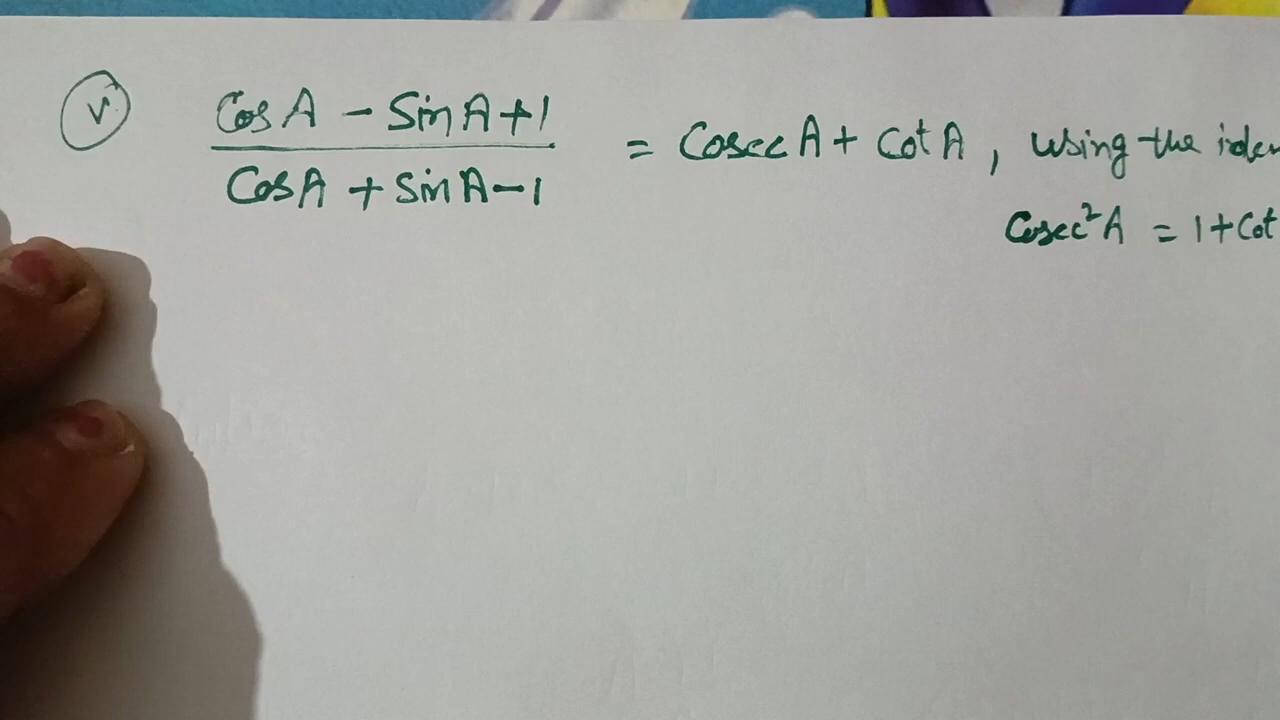 (v) (Cos A - Sin A + 1) / (Cos A + Sin A - 1) = Cosec A + Cot A, using the iden
Cosec²A = 1 + Cot